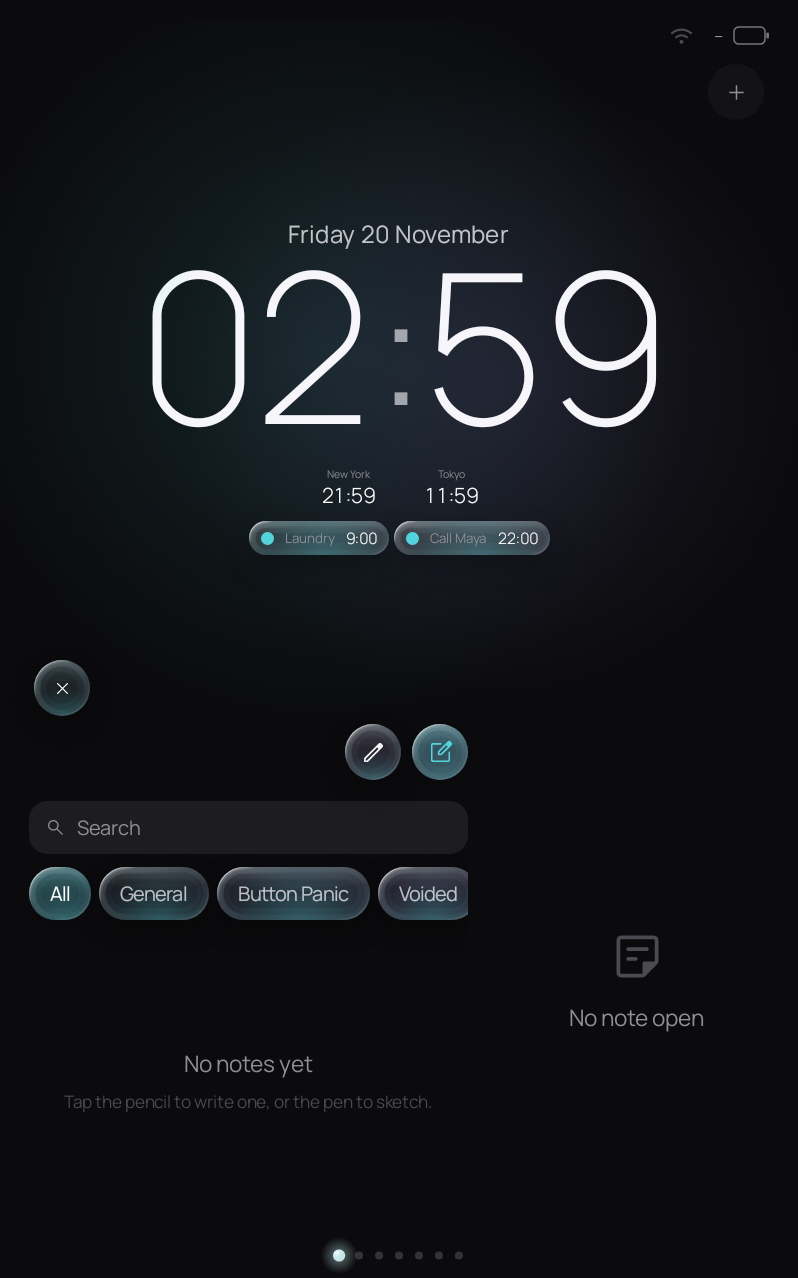 –
Friday 20 November
02:59
New York Tokyo
21:59 11:59
Laundry 9:00 Call Maya 22:00
Search
All General Button Panic Voided
No note open
No notes yet
Tap the pencil to write one, or the pen to sketch.